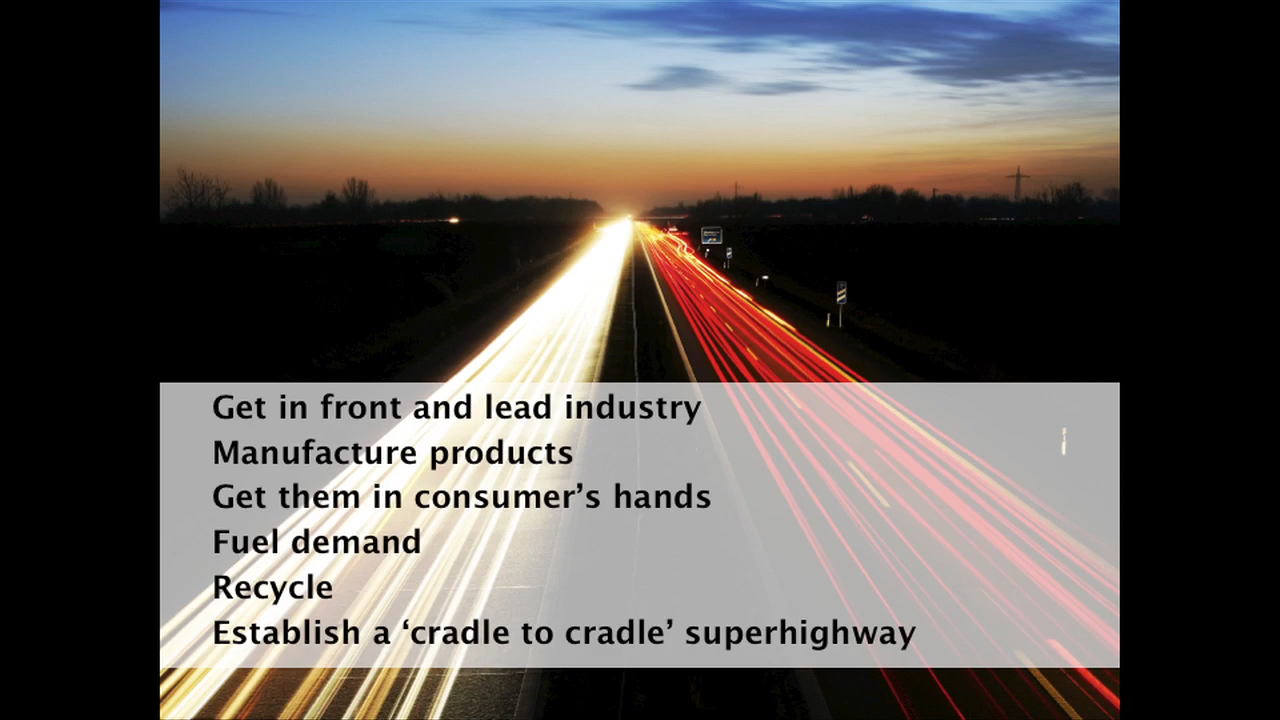 Get in front and lead industry
Manufacture products
Get them in consumer’s hands
Fuel demand
Recycle
Establish a ‘cradle to cradle’ superhighway